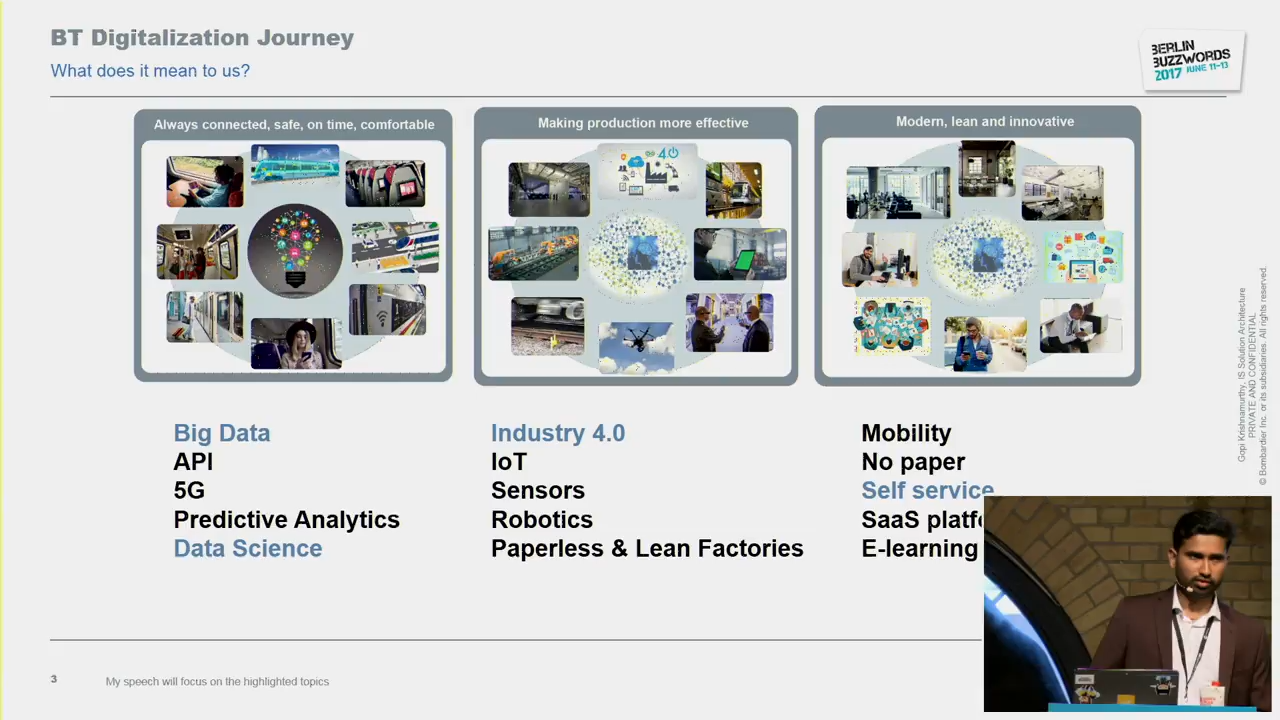 BT Digitalization Journey
What does it mean to us?
BERLIN
BUZZWORDS
2017 JUNE 11-13
Always connected, safe, on time, comfortable
Making production more effective
Modern, lean and innovative
4.0
Big Data
API
5G
Predictive Analytics
Data Science
Industry 4.0
IoT
Sensors
Robotics
Paperless & Lean Factories
Mobility
No paper
Self service
SaaS platf
E-learning
Gopi Krishnamurthy, IS Solution Architecture
PRIVATE AND CONFIDENTIAL
© Bombardier Inc. or its subsidiaries. All rights reserved.
3
My speech will focus on the highlighted topics